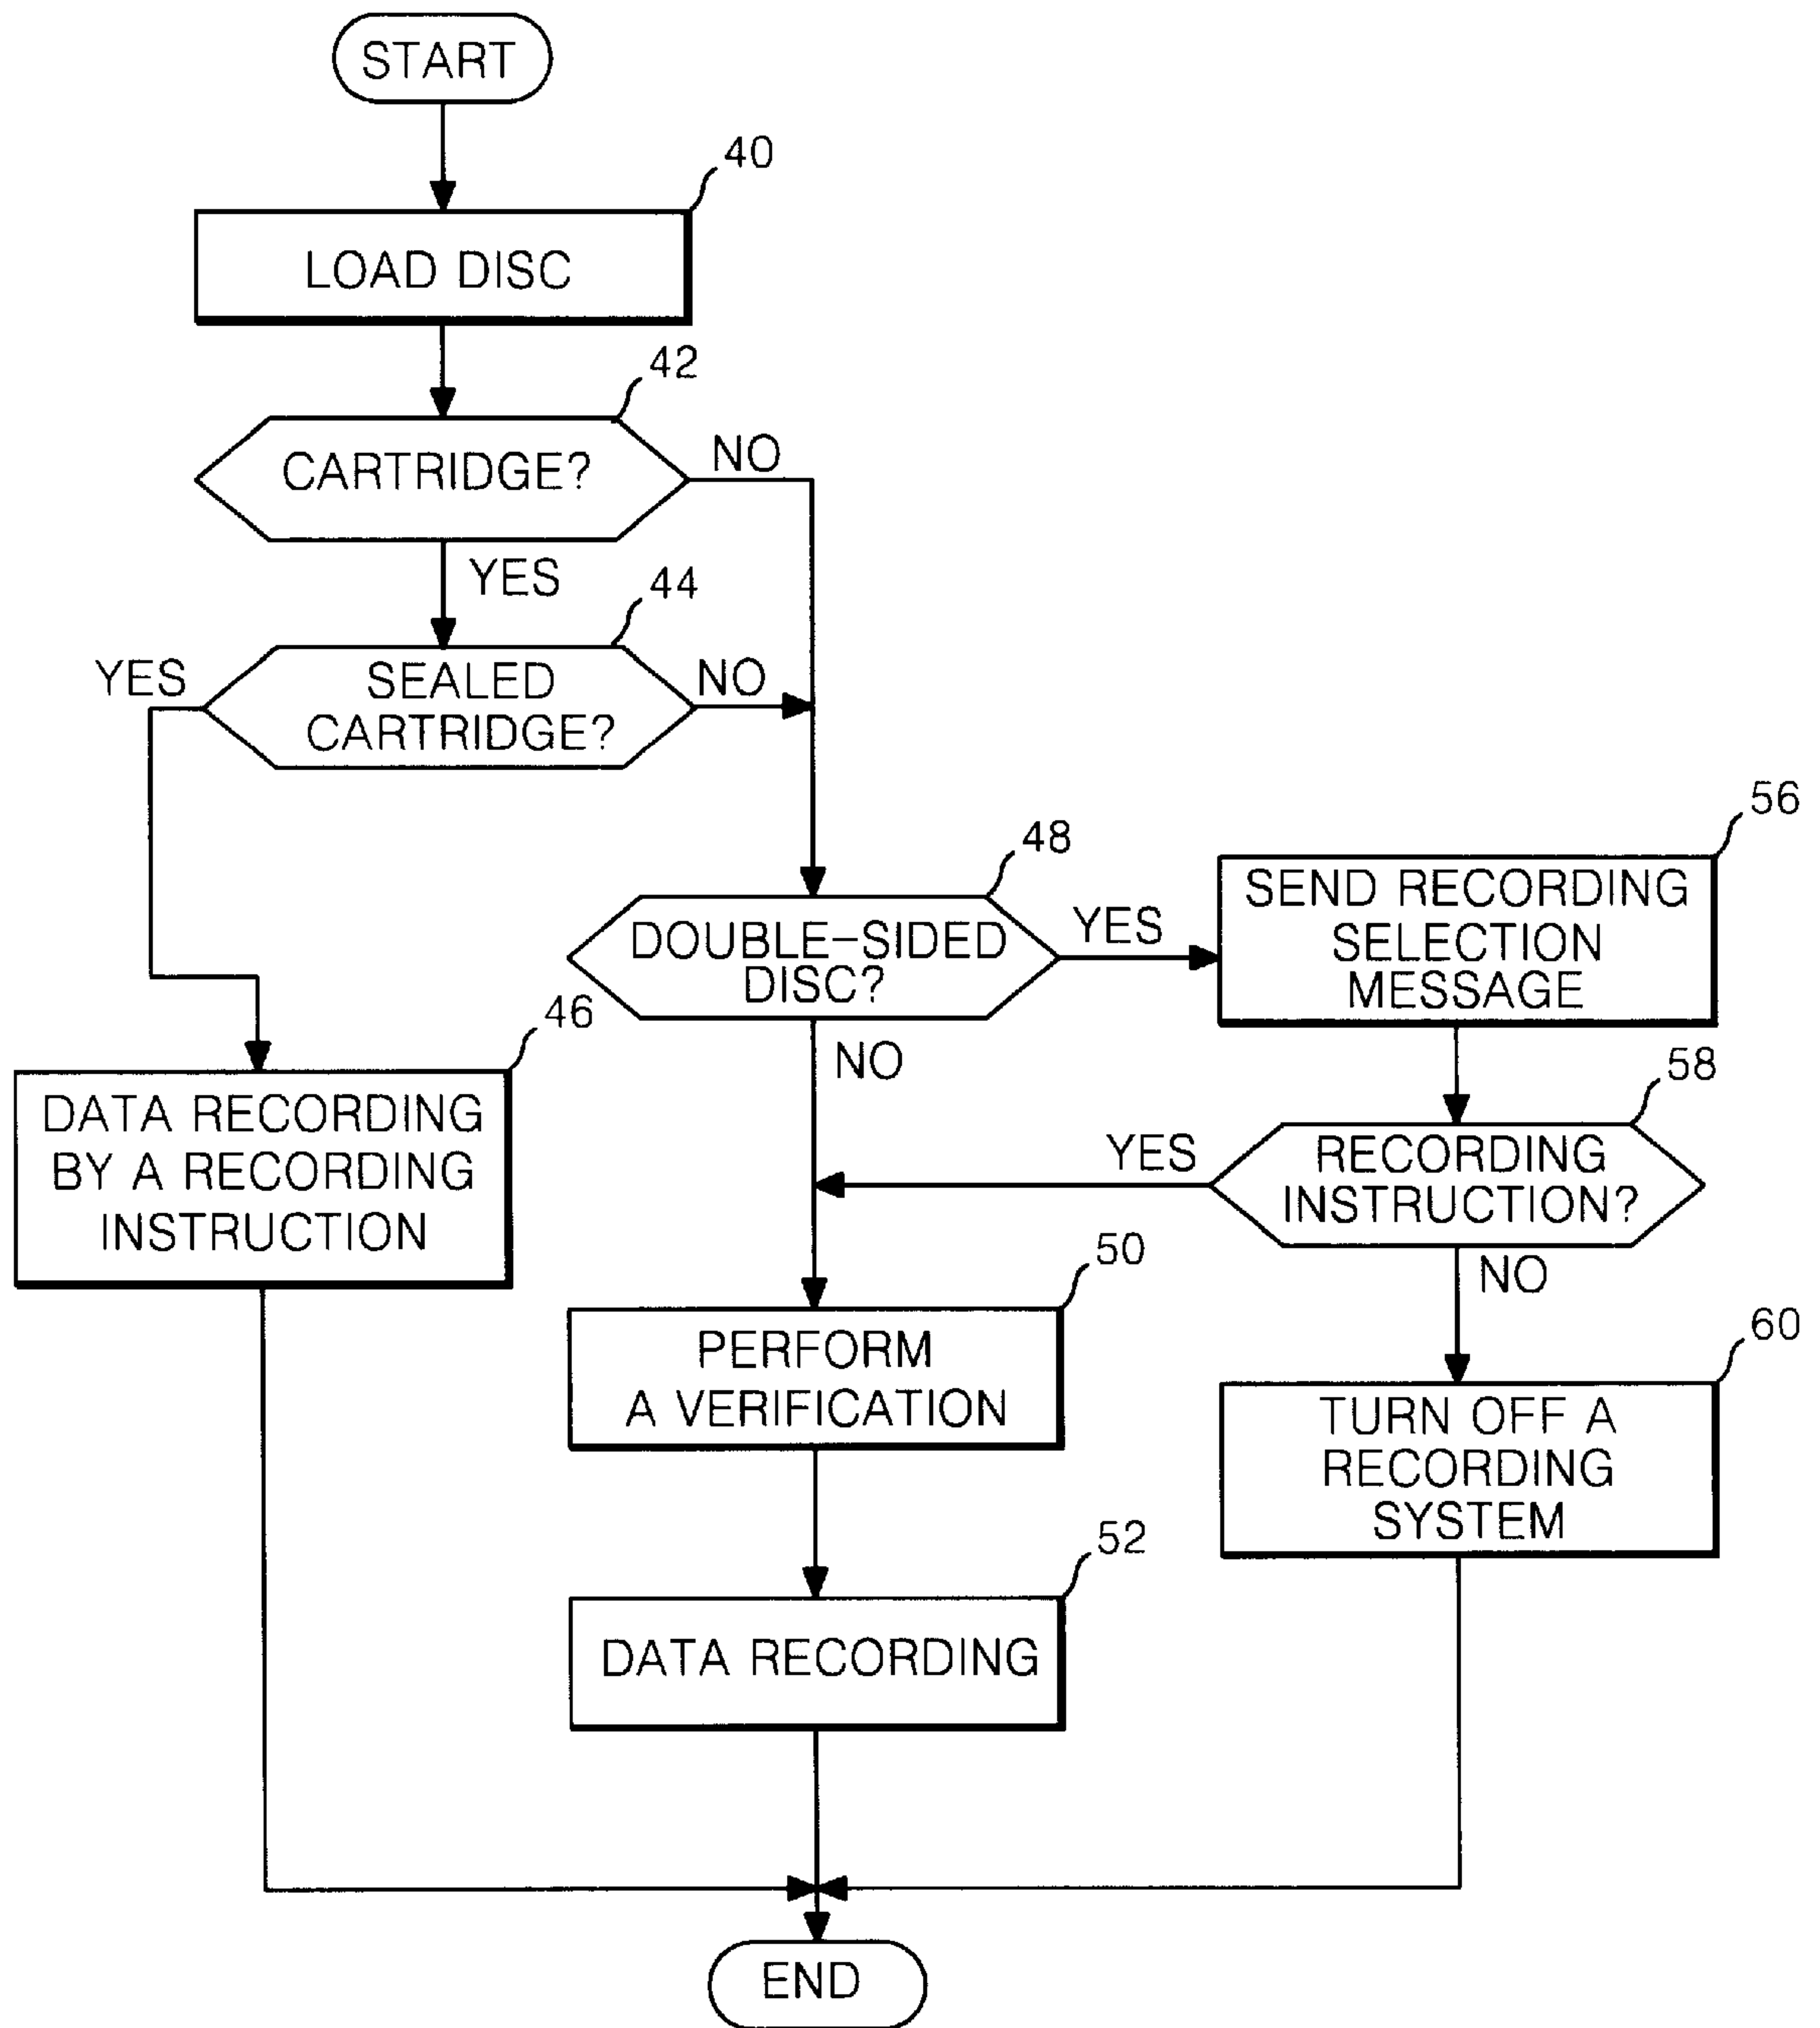 START
40
LOAD DISC
42
CARTRIDGE?
NO
YES
44
YES
SEALED
CARTRIDGE?
NO
48
DOUBLE-SIDED
DISC?
YES
NO
56
SEND RECORDING
SELECTION
MESSAGE
46
DATA RECORDING
BY A RECORDING
INSTRUCTION
58
YES
RECORDING
INSTRUCTION?
NO
50
PERFORM
A VERIFICATION
60
TURN OFF A
RECORDING
SYSTEM
52
DATA RECORDING
END